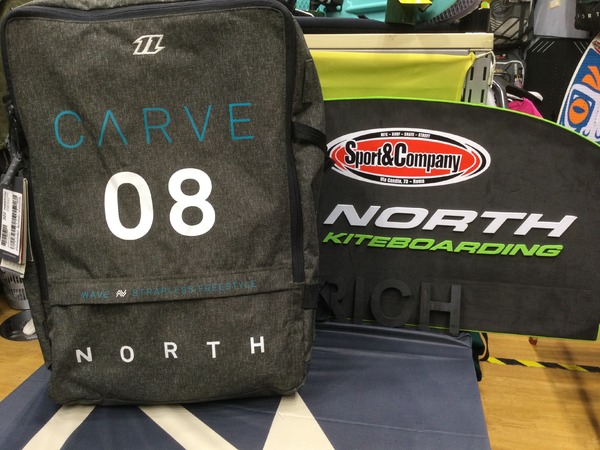 CARVE
08
WAVE STRAPLESS FREESTYLE
NORTH
Sport&Company
NORTH
KITEBOARDING
RICH